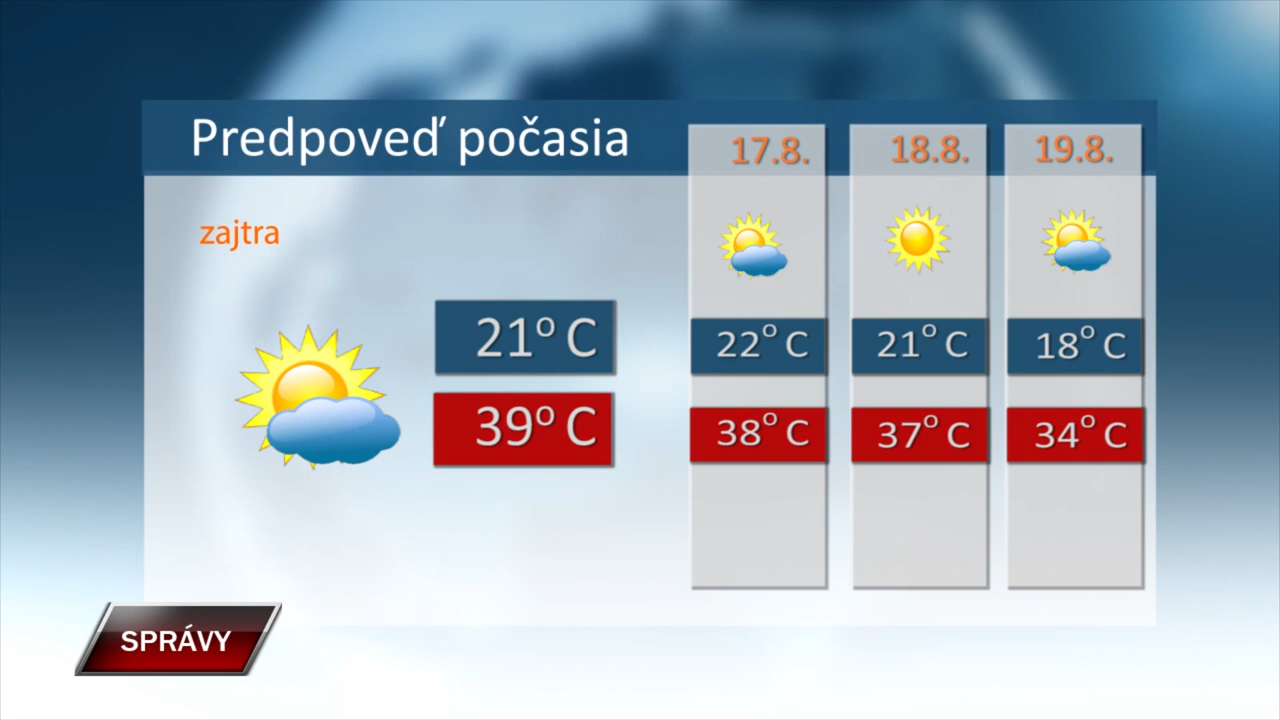 Predpoveď počasia
zajtra
21° C
39° C
17.8.
22° C
38° C
18.8.
21° C
37° C
19.8.
18° C
34° C
SPRÁVY